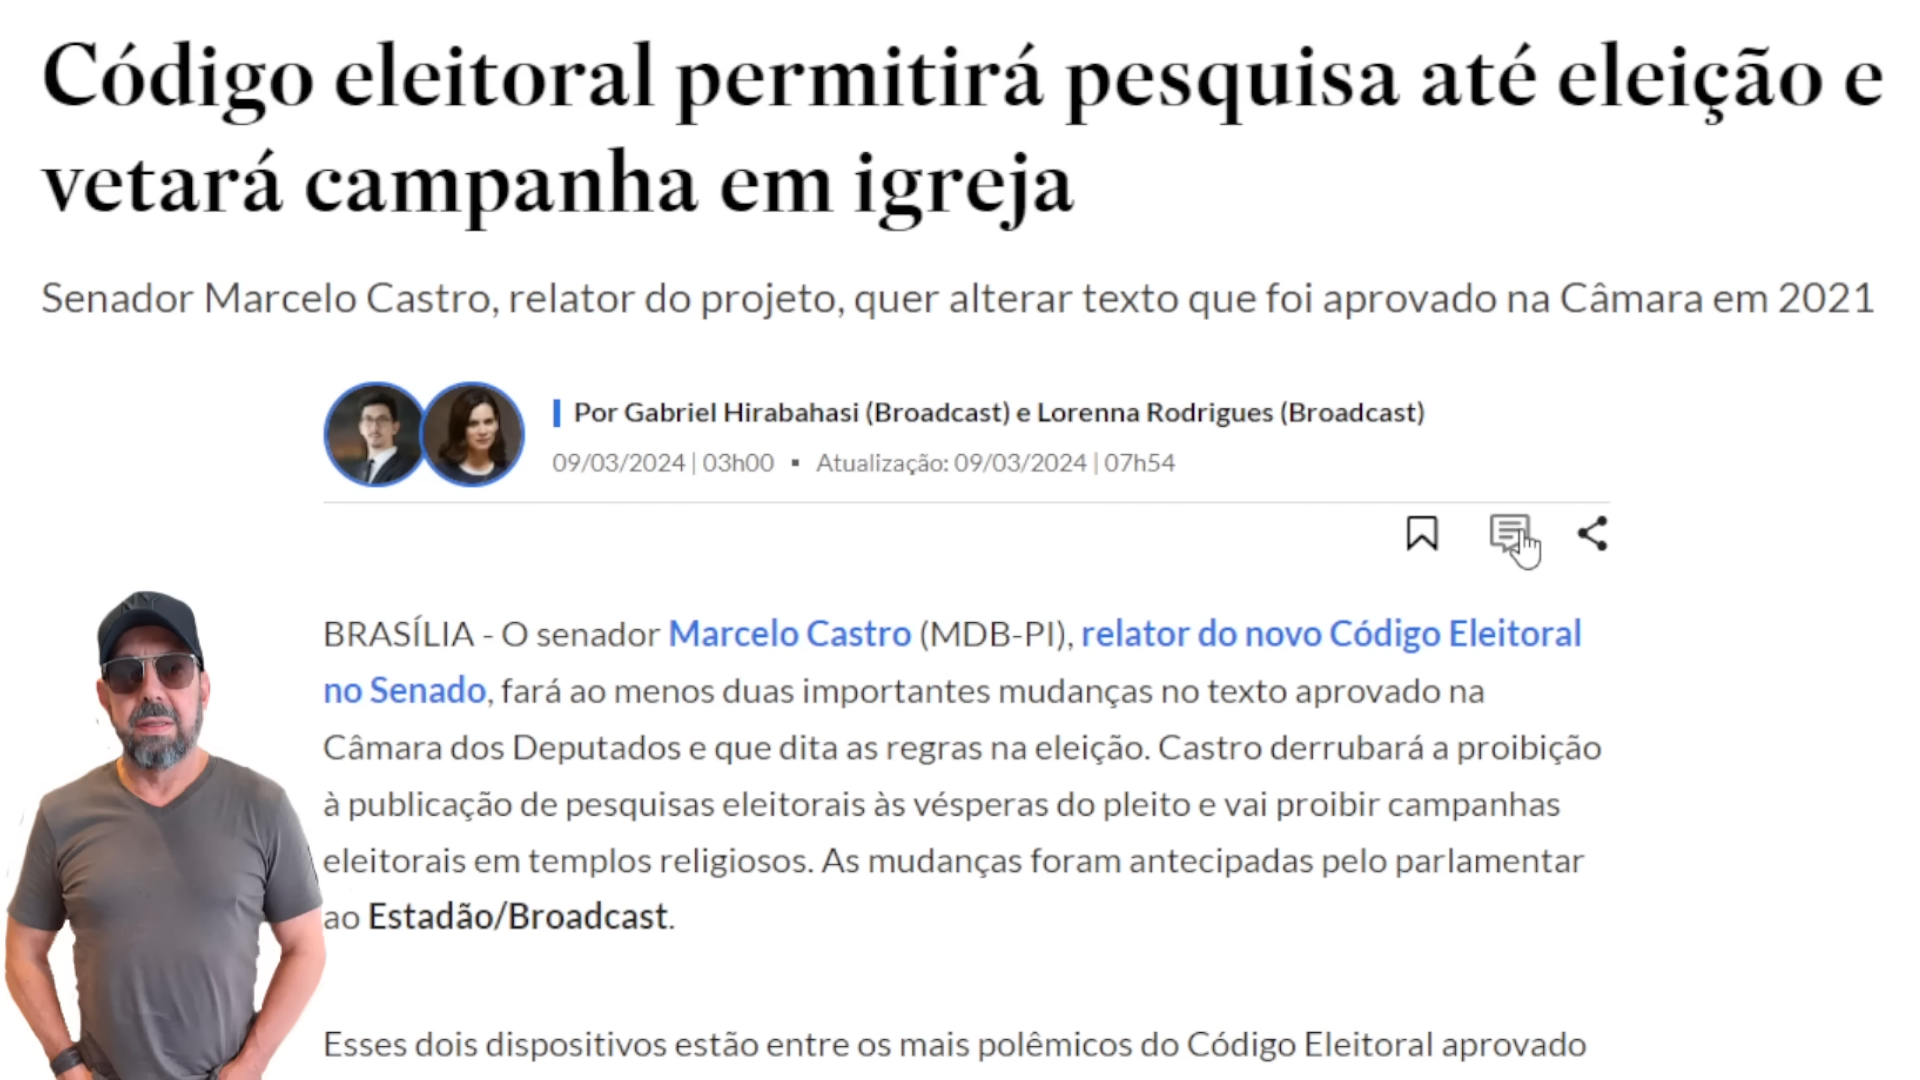 Código eleitoral permitirá pesquisa até eleição e
vetará campanha em igreja
Senador Marcelo Castro, relator do projeto, quer alterar texto que foi aprovado na Câmara em 2021
Por Gabriel Hirabahasi (Broadcast) e Lorenna Rodrigues (Broadcast)
09/03/2024 | 03h00 ▪ Atualização: 09/03/2024 | 07h54
NY
BRASÍLIA - O senador Marcelo Castro (MDB-PI), relator do novo Código Eleitoral
no Senado, fará ao menos duas importantes mudanças no texto aprovado na
Câmara dos Deputados e que dita as regras na eleição. Castro derrubará a proibição
à publicação de pesquisas eleitorais às vésperas do pleito e vai proibir campanhas
eleitorais em templos religiosos. As mudanças foram antecipadas pelo parlamentar
ao Estadão/Broadcast.
Esses dois dispositivos estão entre os mais polêmicos do Código Eleitoral aprovado